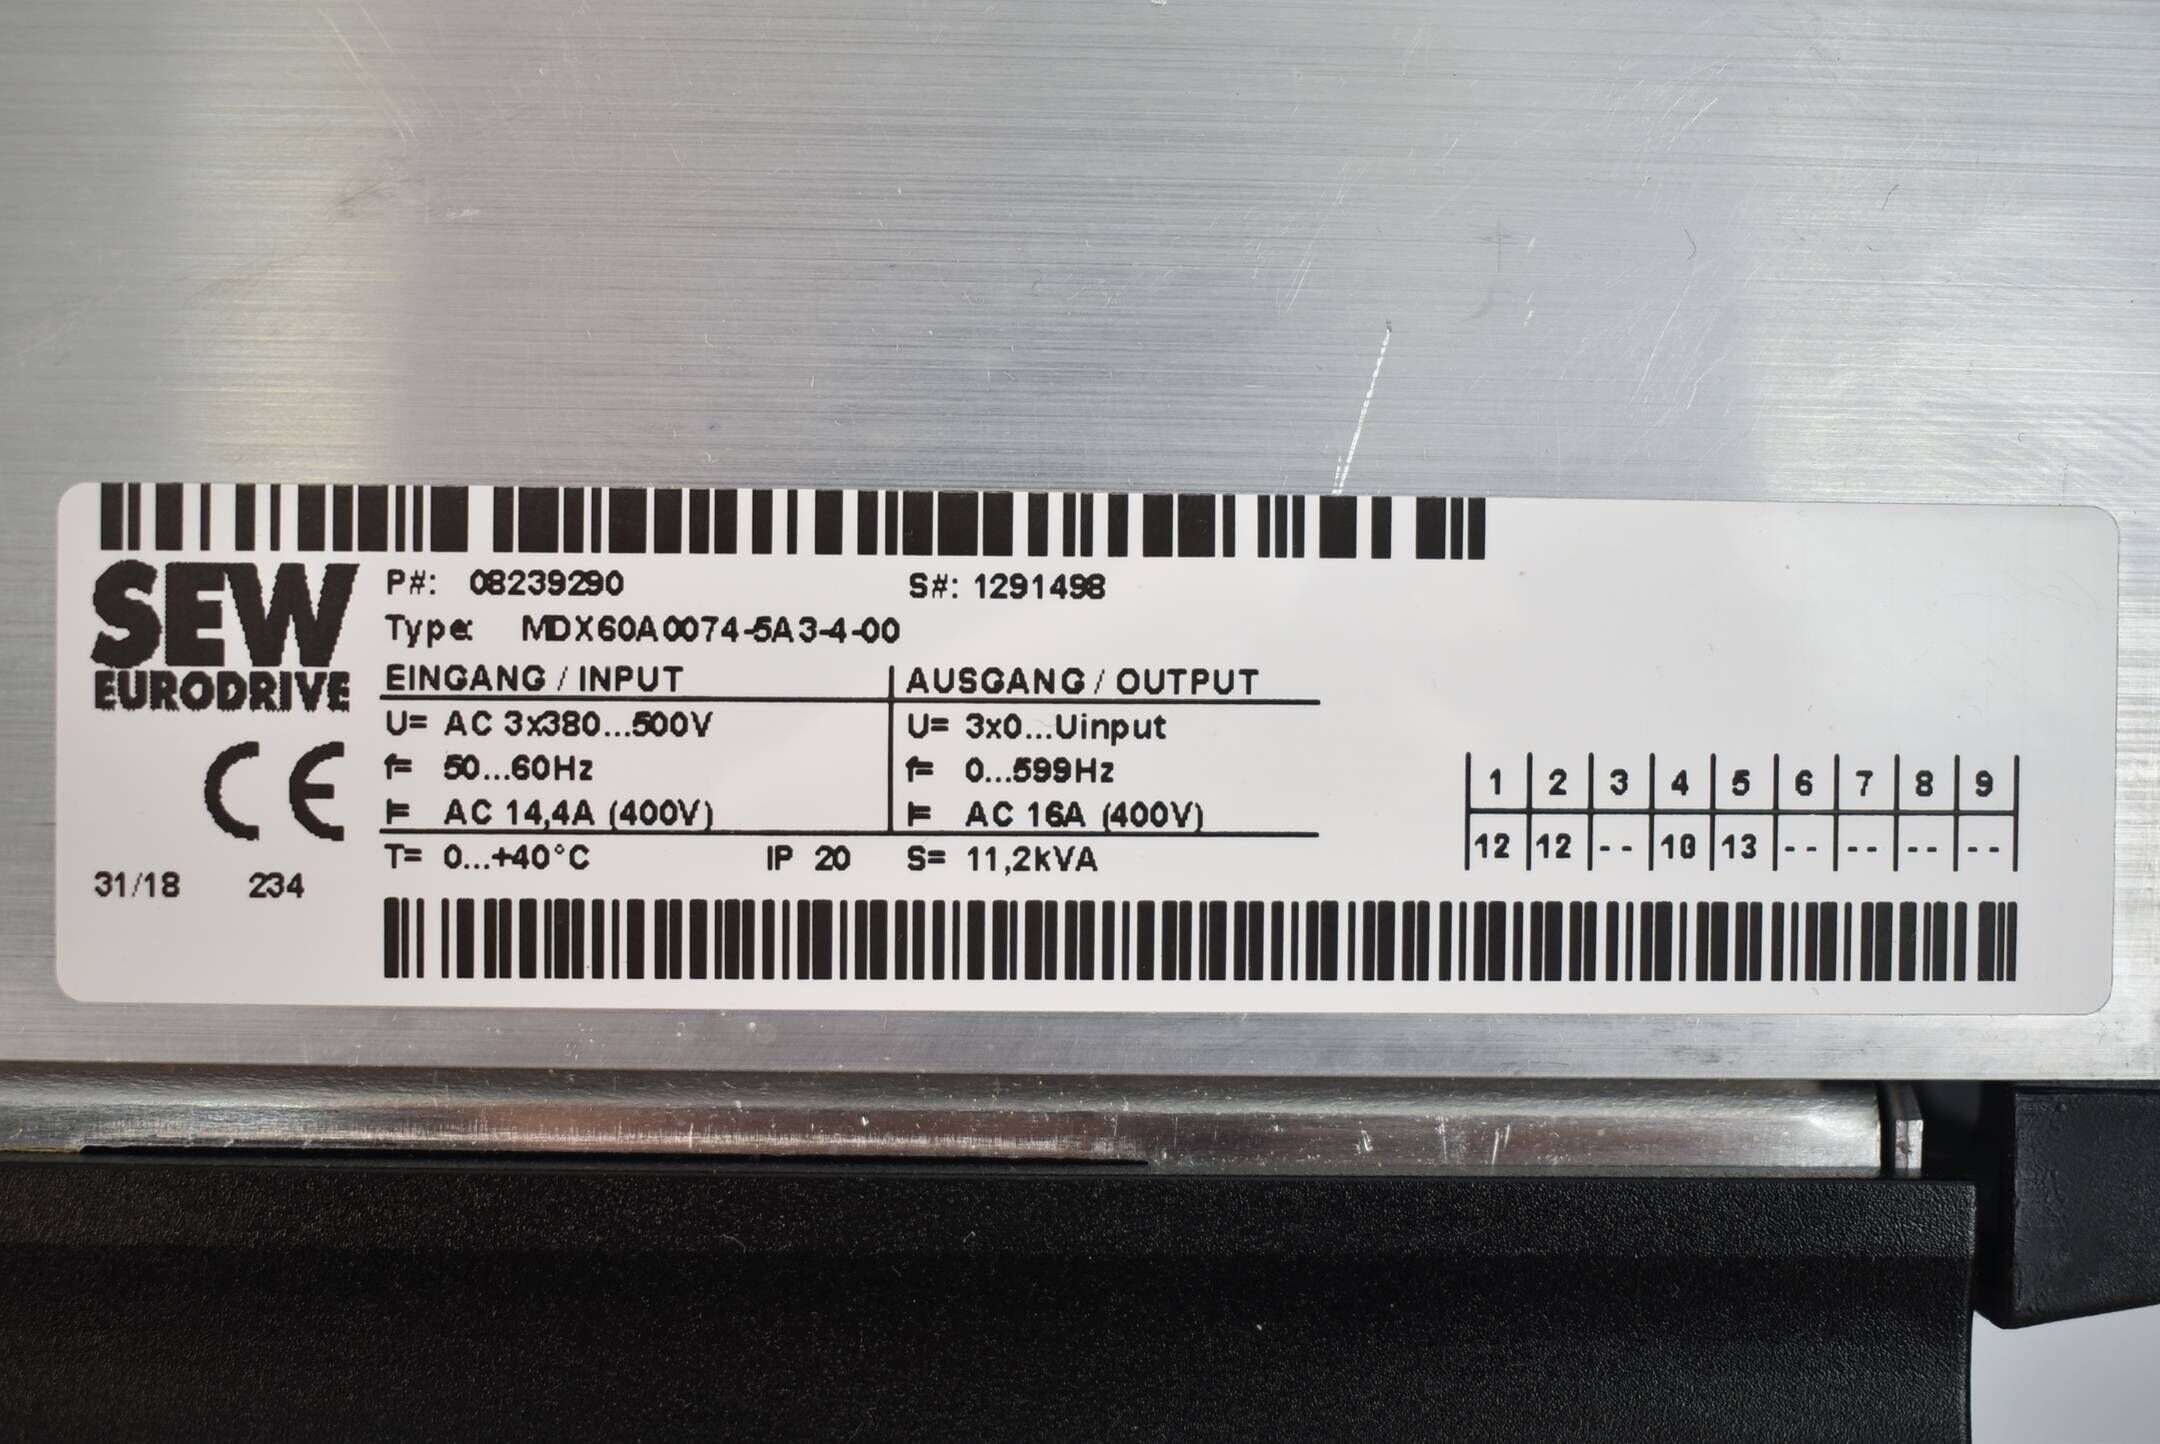 SEW
EURODRIVE
P#: 08239290 S#: 1291498
Type: MDX60A0074-5A3-4-00
EINGANG / INPUT AUSGANG / OUTPUT
U= AC 3x380...500V U= 3x0...Uinput
f= 50...60Hz f= 0...599Hz
I= AC 14,4A (400V) I= AC 16A (400V)
T= 0...+40°C IP 20 S= 11,2kVA
CE
31/18 234
1 2 3 4 5 6 7 8 9
12 12 -- 10 13 -- -- -- --